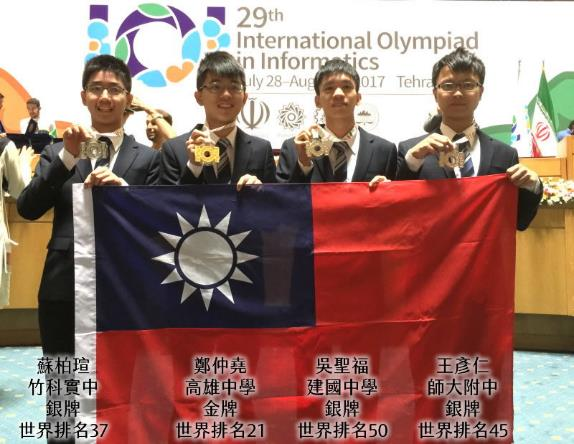 29th
International Olympiad
in Informatics
July 28–Augu 2017 Tehra
蘇柏瑄
竹科實中
銀牌
世界排名37
鄭仲堯
高雄中學
金牌
世界排名21
吳聖福
建國中學
銀牌
世界排名50
王彥仁
師大附中
銀牌
世界排名45